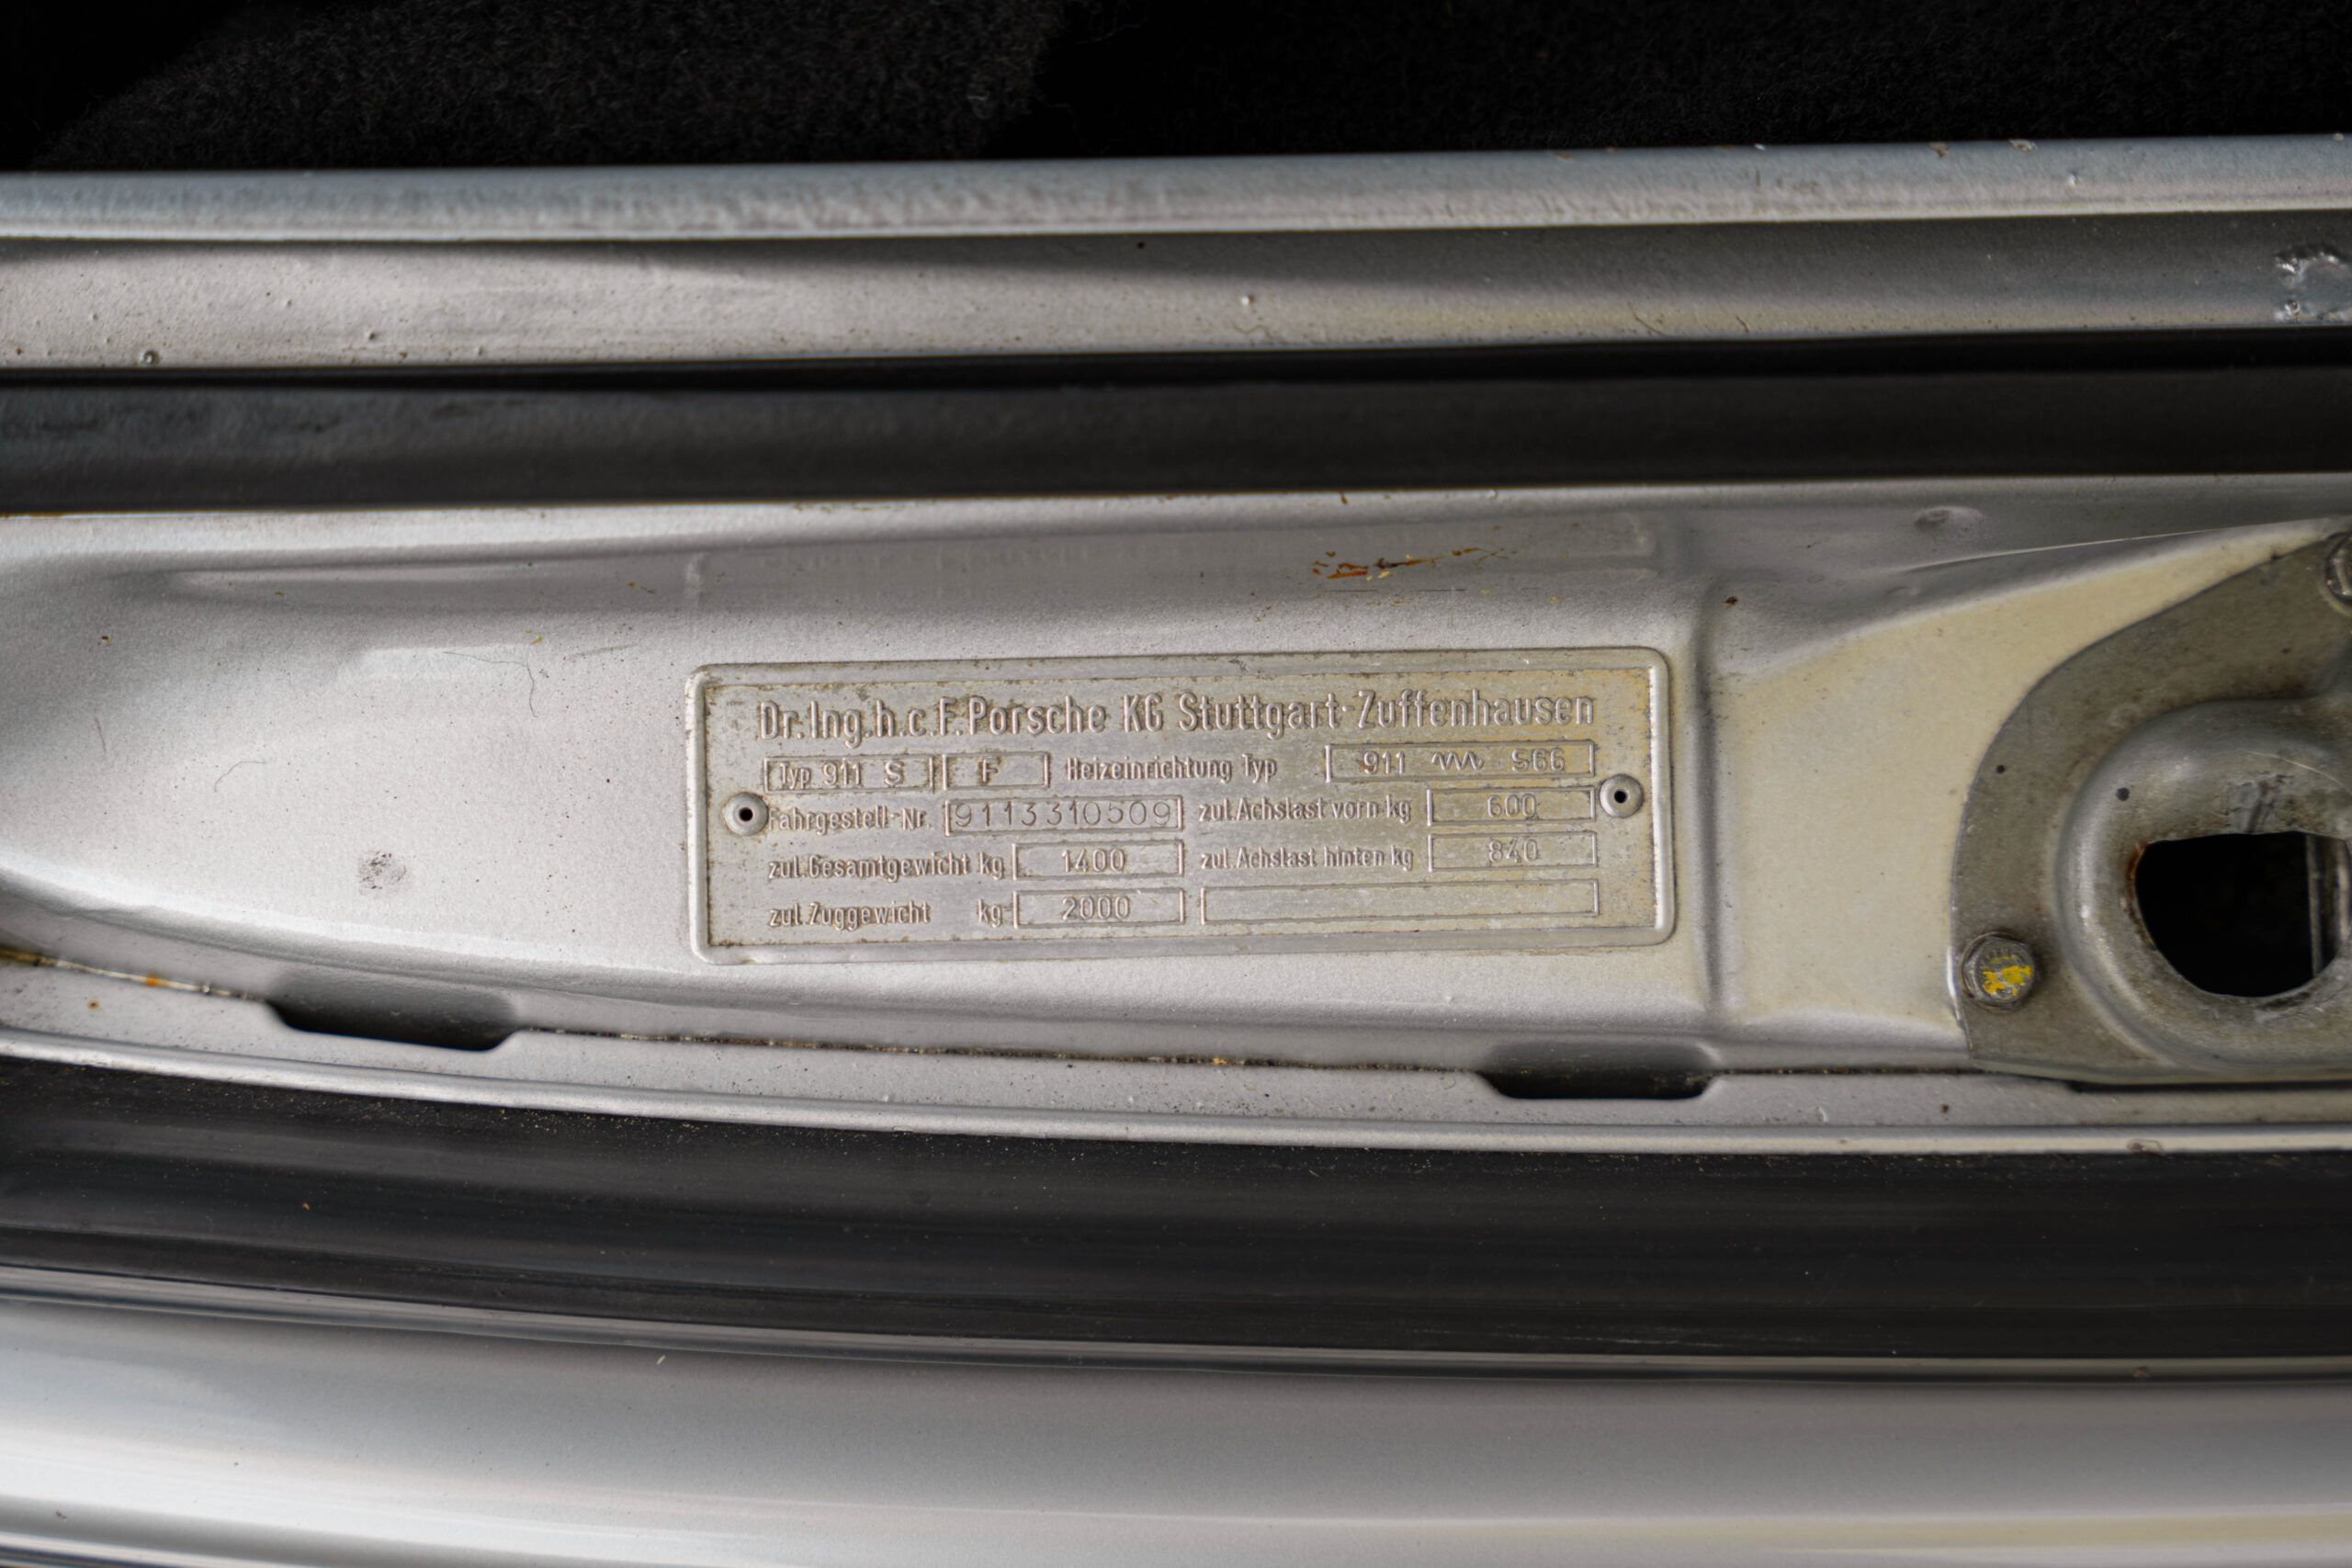 Dr.Ing.h.c.F.Porsche KG Stuttgart-Zuffenhausen
Typ 911 S F Heizeinrichtung Typ 911 S66
Fahrgestell-Nr. 9113310509 zul.Achslast vorn kg 600
zul.Gesamtgewicht kg 1400 zul.Achslast hinten kg 840
zul.Zuggewicht kg 2000